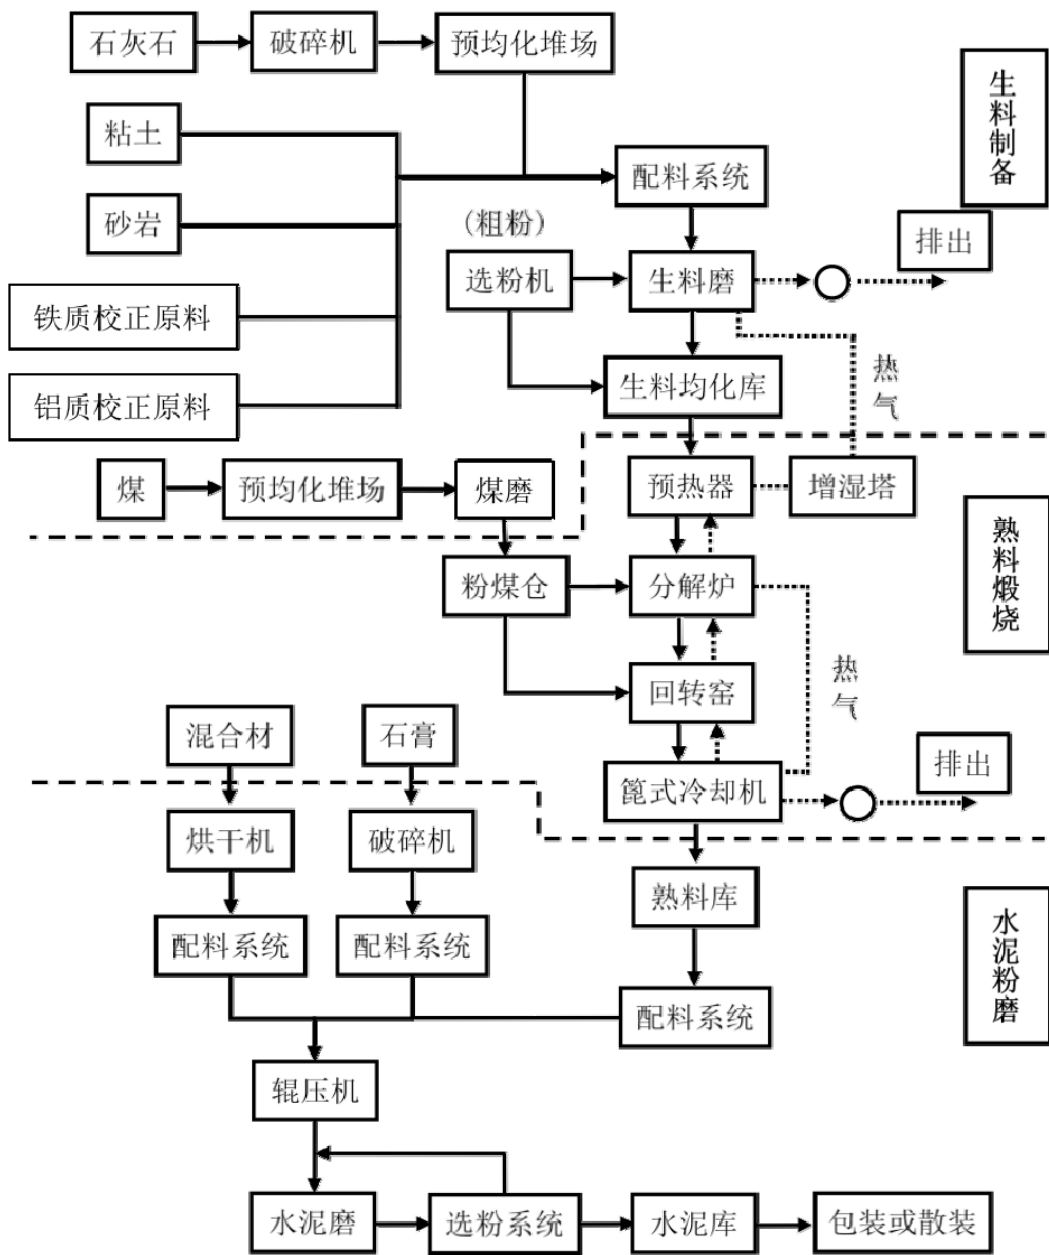 石灰石
破碎机
预均化堆场
生料制备
粘土
配料系统
砂岩
(粗粉)
排出
选粉机
生料磨
铁质校正原料
热气
生料均化库
铝质校正原料
煤
预均化堆场
煤磨
预热器
增湿塔
熟料煅烧
粉煤仓
分解炉
热气
回转窑
混合材
石膏
排出
篦式冷却机
烘干机
破碎机
熟料库
水泥粉磨
配料系统
配料系统
配料系统
辊压机
水泥磨
选粉系统
水泥库
包装或散装